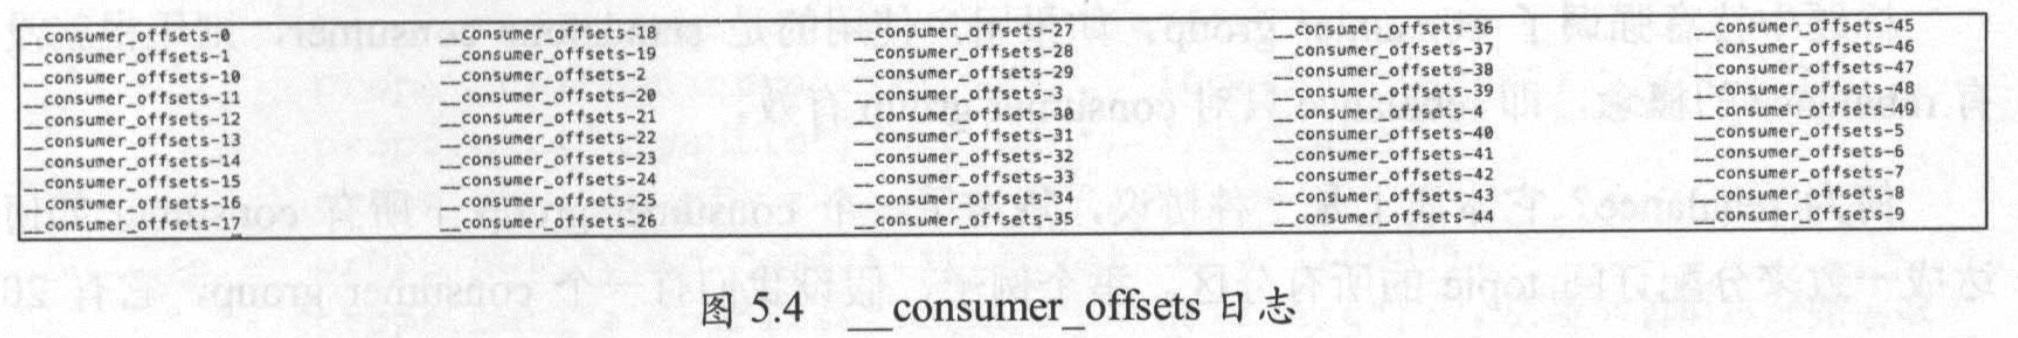 __consumer_offsets-0 __consumer_offsets-18 __consumer_offsets-27 __consumer_offsets-36 __consumer_offsets-45
__consumer_offsets-1 __consumer_offsets-19 __consumer_offsets-28 __consumer_offsets-37 __consumer_offsets-46
__consumer_offsets-10 __consumer_offsets-2 __consumer_offsets-29 __consumer_offsets-38 __consumer_offsets-47
__consumer_offsets-11 __consumer_offsets-20 __consumer_offsets-3 __consumer_offsets-39 __consumer_offsets-48
__consumer_offsets-12 __consumer_offsets-21 __consumer_offsets-30 __consumer_offsets-4 __consumer_offsets-49
__consumer_offsets-13 __consumer_offsets-22 __consumer_offsets-31 __consumer_offsets-40 __consumer_offsets-5
__consumer_offsets-14 __consumer_offsets-23 __consumer_offsets-32 __consumer_offsets-41 __consumer_offsets-6
__consumer_offsets-15 __consumer_offsets-24 __consumer_offsets-33 __consumer_offsets-42 __consumer_offsets-7
__consumer_offsets-16 __consumer_offsets-25 __consumer_offsets-34 __consumer_offsets-43 __consumer_offsets-8
__consumer_offsets-17 __consumer_offsets-26 __consumer_offsets-35 __consumer_offsets-44 __consumer_offsets-9
图 5.4 __consumer_offsets 日志